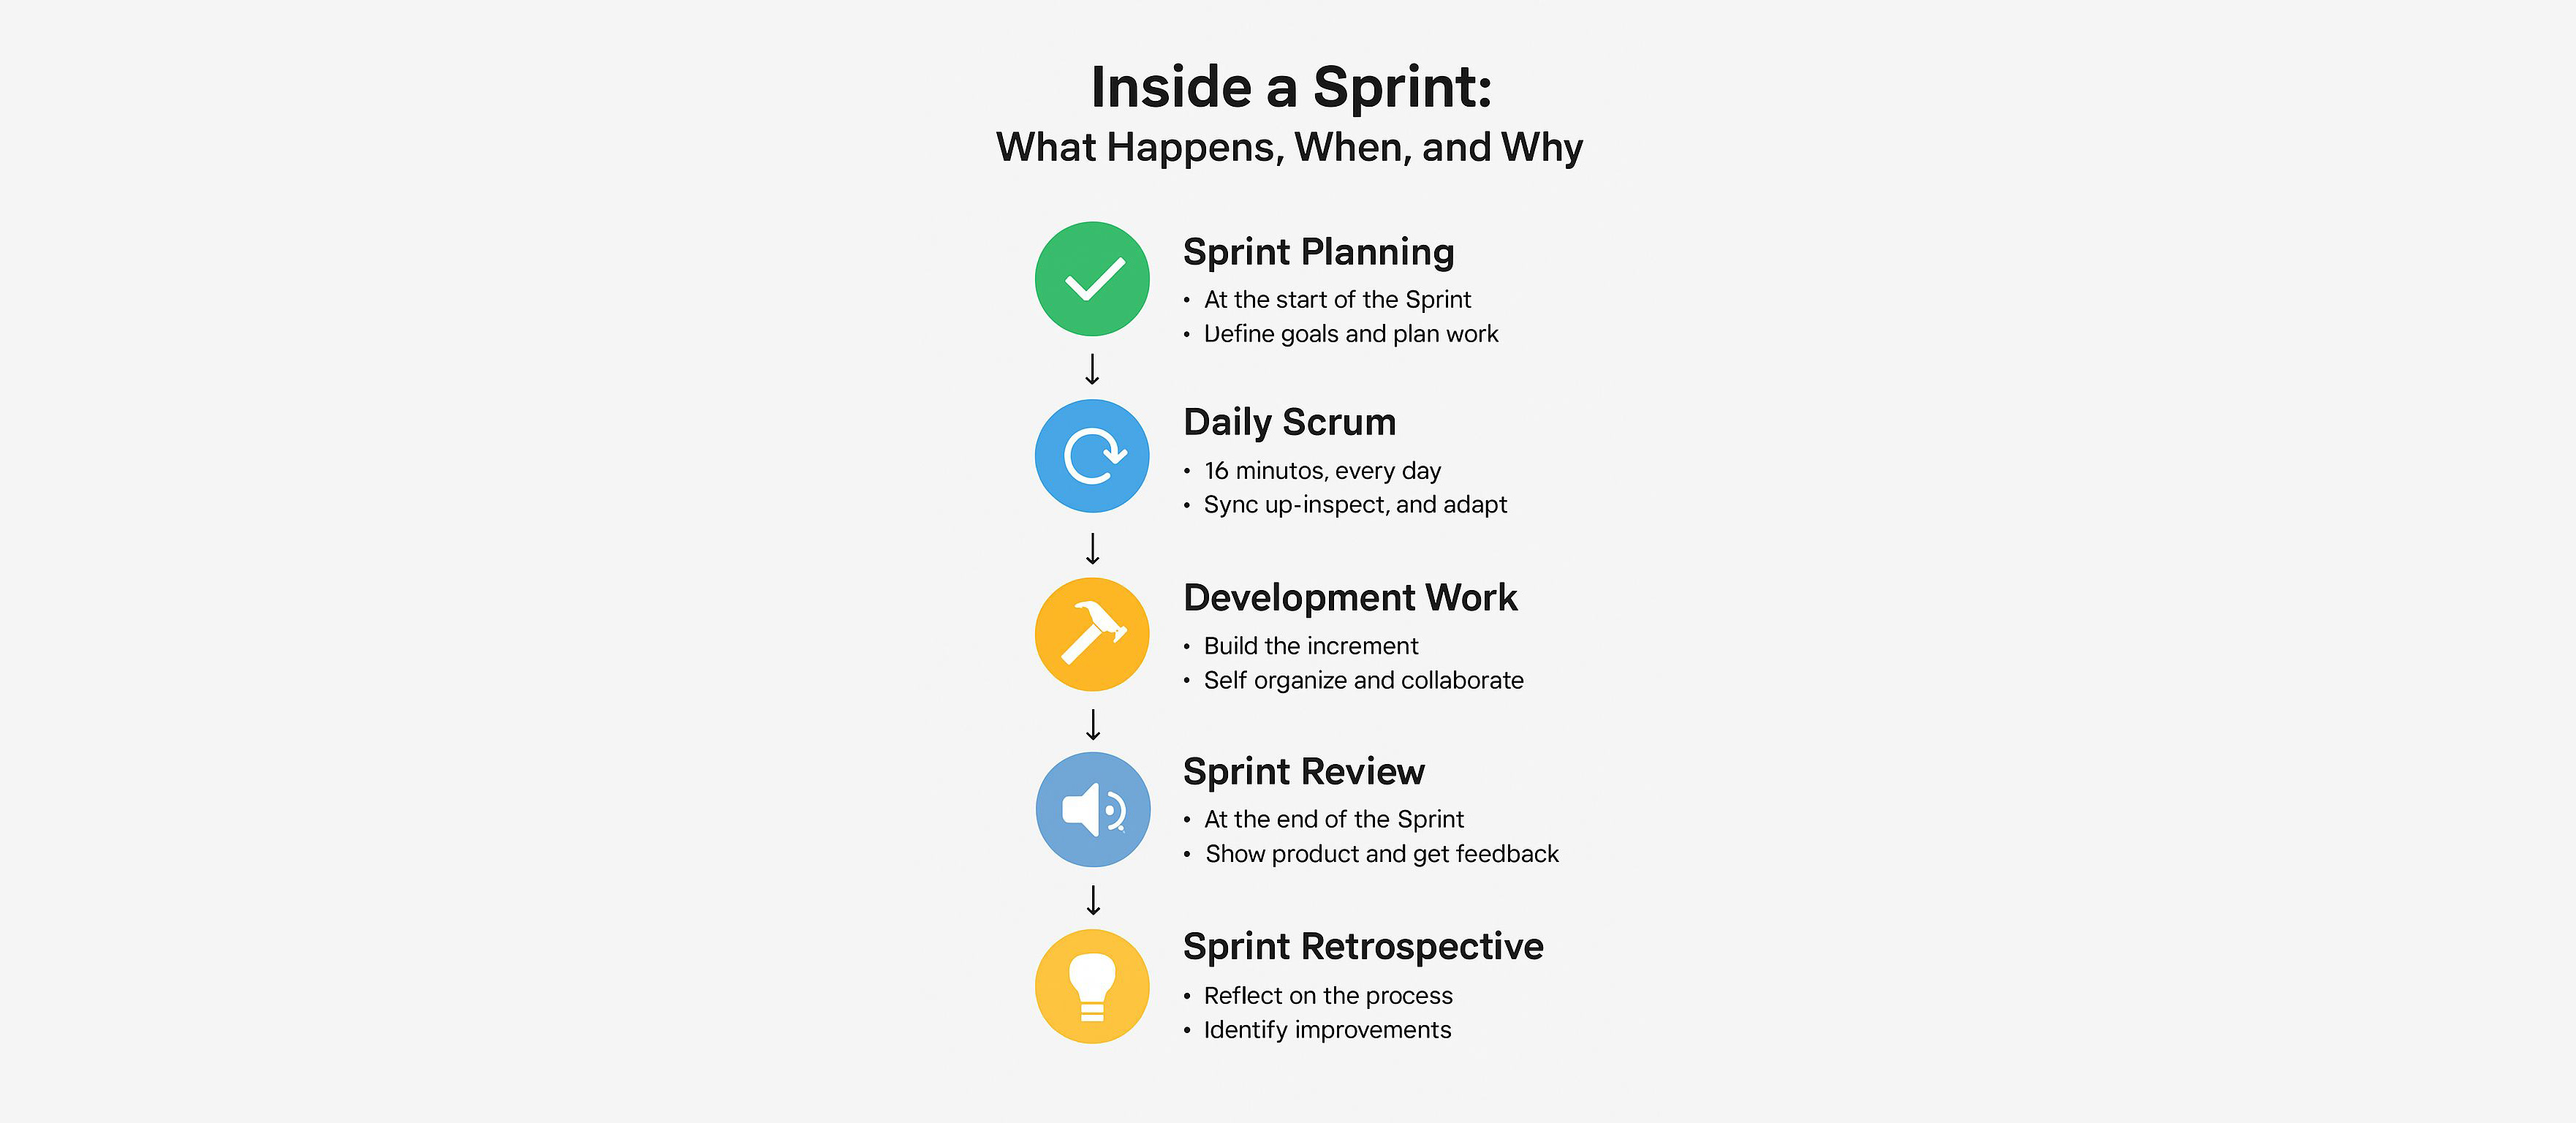 Inside a Sprint:
What Happens, When, and Why
Sprint Planning
• At the start of the Sprint
• Define goals and plan work
Daily Scrum
• 16 minutos, every day
• Sync up-inspect, and adapt
Development Work
• Build the increment
• Self organize and collaborate
Sprint Review
• At the end of the Sprint
• Show product and get feedback
Sprint Retrospective
• Reflect on the process
• Identify improvements